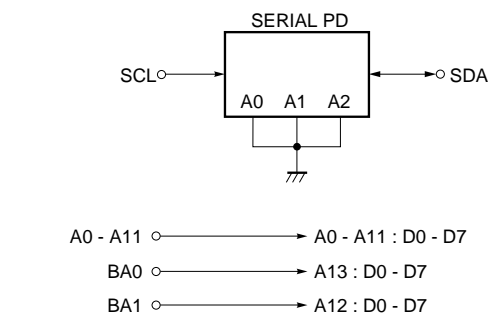 SERIAL PD
SCL SDA
A0 A1 A2
A0 - A11 A0 - A11 : D0 - D7
BA0 A13 : D0 - D7
BA1 A12 : D0 - D7